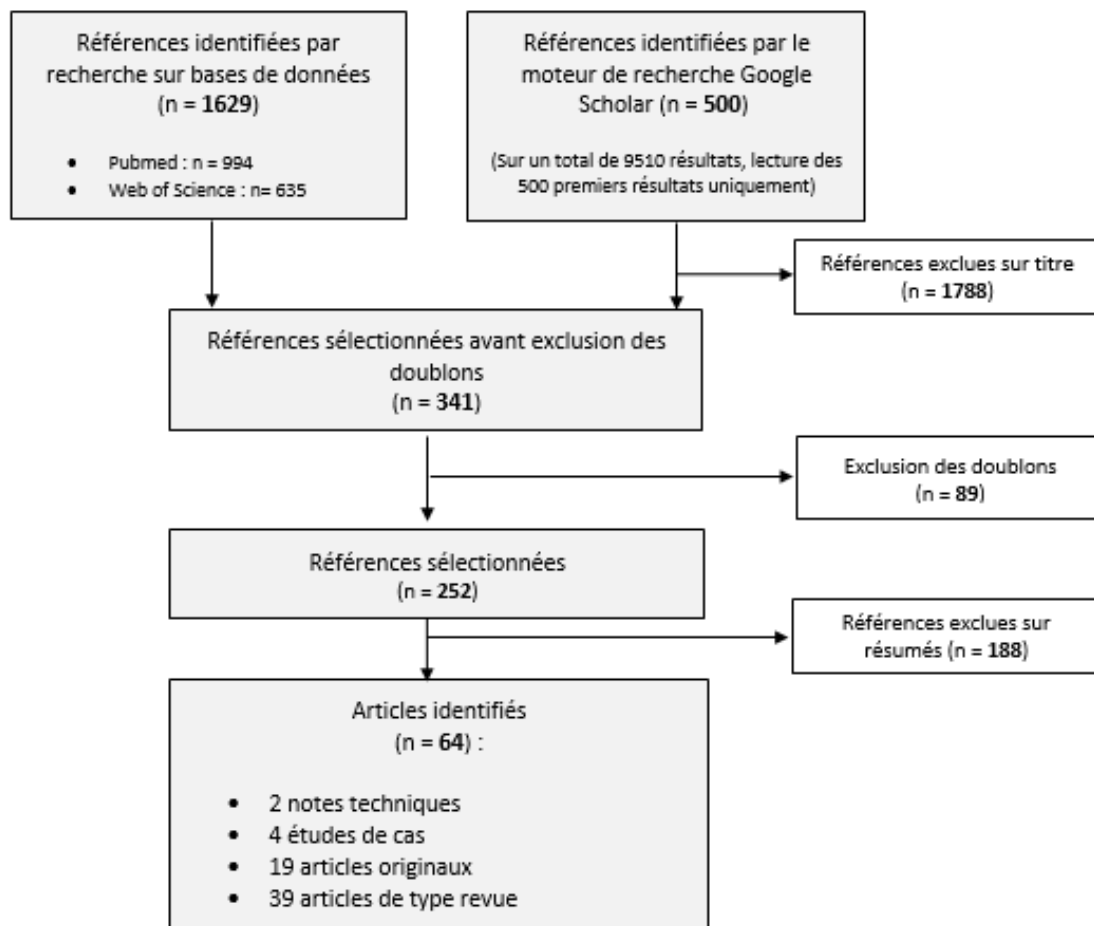 Références identifiées par
recherche sur bases de données
(n = 1629)
• Pubmed : n = 994
• Web of Science : n= 635
Références identifiées par le
moteur de recherche Google
Scholar (n = 500)
(Sur un total de 9510 résultats, lecture des
500 premiers résultats uniquement)
Références exclues sur titre
(n = 1788)
Références sélectionnées avant exclusion des
doublons
(n = 341)
Exclusion des doublons
(n = 89)
Références sélectionnées
(n = 252)
Références exclues sur
résumés (n = 188)
Articles identifiés
(n = 64) :
• 2 notes techniques
• 4 études de cas
• 19 articles originaux
• 39 articles de type revue